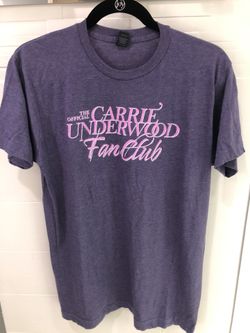 THE OFFICIAL CARRIE
UNDERWOOD
Fan Club